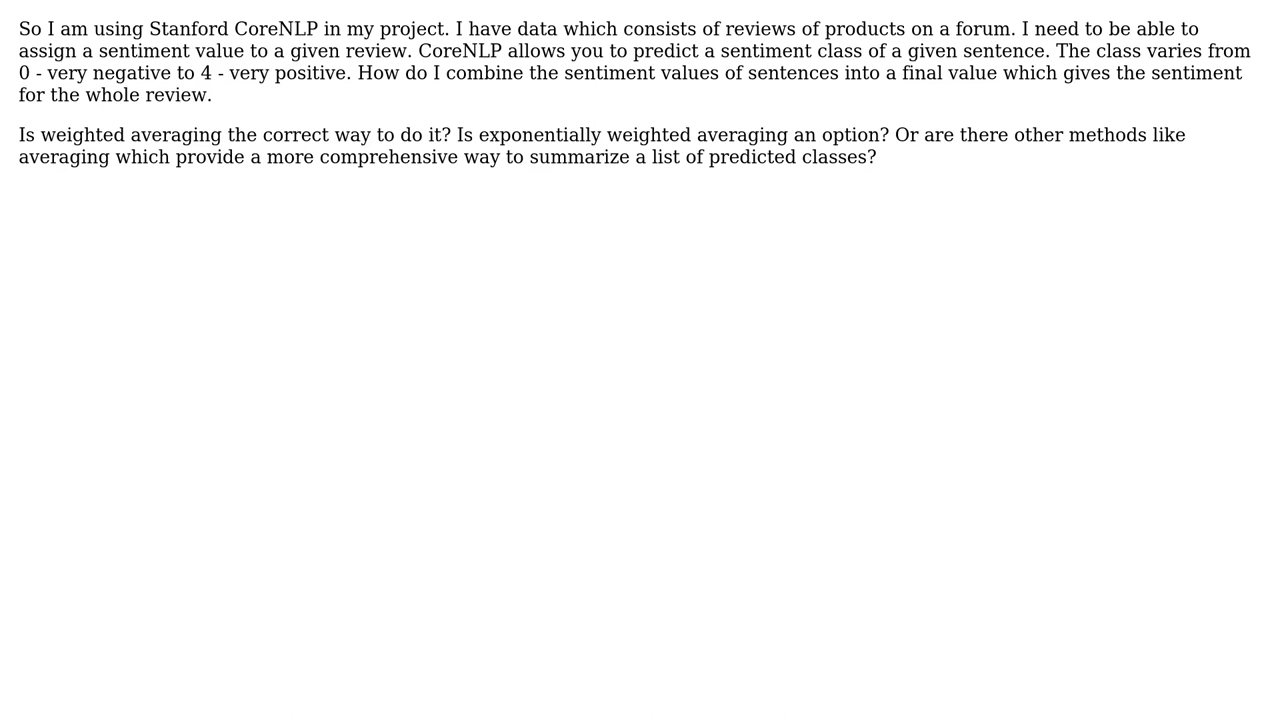 So I am using Stanford CoreNLP in my project. I have data which consists of reviews of products on a forum. I need to be able to
assign a sentiment value to a given review. CoreNLP allows you to predict a sentiment class of a given sentence. The class varies from
0 - very negative to 4 - very positive. How do I combine the sentiment values of sentences into a final value which gives the sentiment
for the whole review.
Is weighted averaging the correct way to do it? Is exponentially weighted averaging an option? Or are there other methods like
averaging which provide a more comprehensive way to summarize a list of predicted classes?